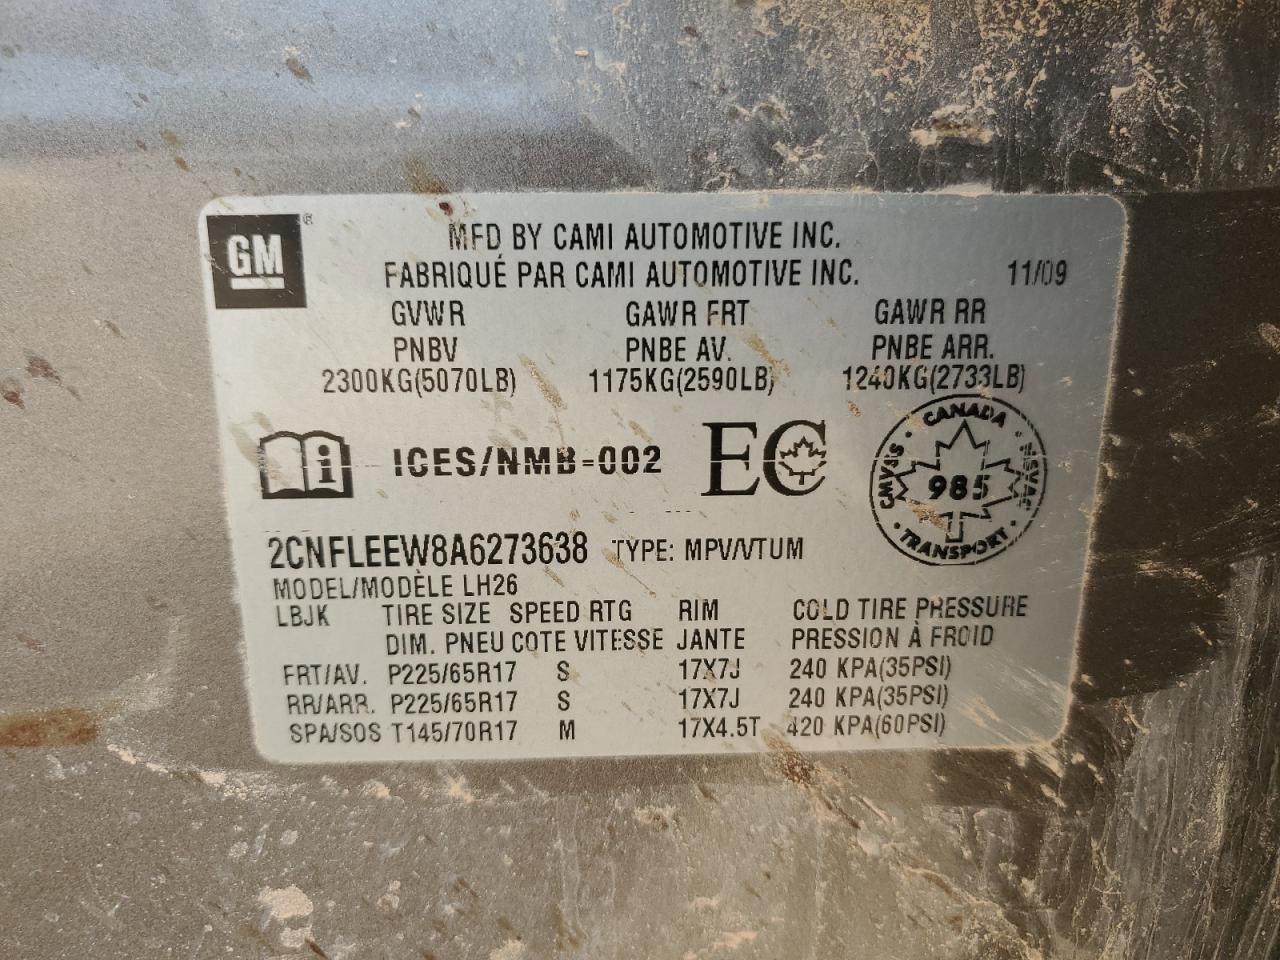 GM ®
MFD BY CAMI AUTOMOTIVE INC.
FABRIQUÉ PAR CAMI AUTOMOTIVE INC. 11/09
GVWR GAWR FRT GAWR RR
PNBV PNBE AV. PNBE ARR.
2300KG(5070LB) 1175KG(2590LB) 1240KG(2733LB)
i ICES/NMB-002 EC
CANADA
CMVSS 985 NSVAC
TRANSPORT
2CNFLEEW8A6273638 TYPE: MPV/VTUM
MODEL/MODÈLE LH26
LBJK TIRE SIZE SPEED RTG RIM COLD TIRE PRESSURE
DIM. PNEU COTE VITESSE JANTE PRESSION À FROID
FRT/AV. P225/65R17 S 17X7J 240 KPA(35PSI)
RR/ARR. P225/65R17 S 17X7J 240 KPA(35PSI)
SPA/SOS T145/70R17 M 17X4.5T 420 KPA(60PSI)